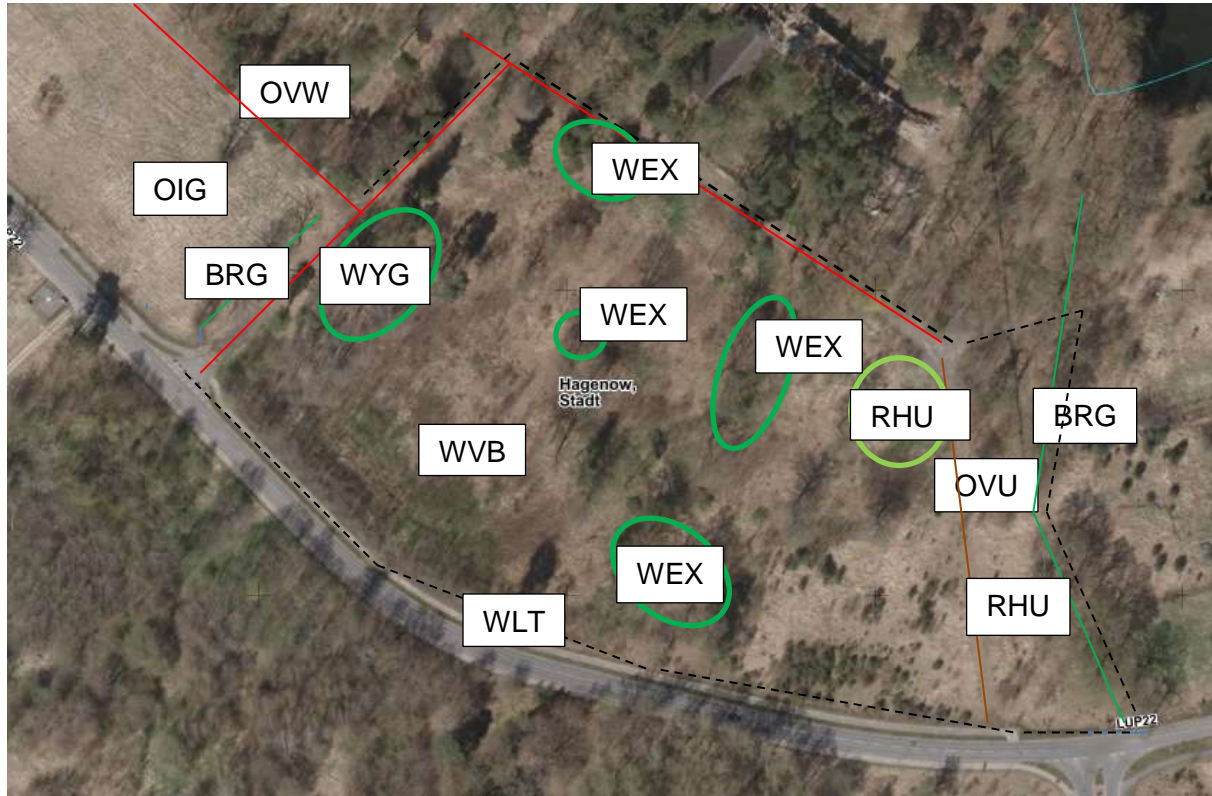 OVW
WEX
OIG
BRG
WYG
WEX
WEX
Hagenow,
Stadt
RHU
BRG
WVB
OVU
WEX
RHU
WLT
LUP22